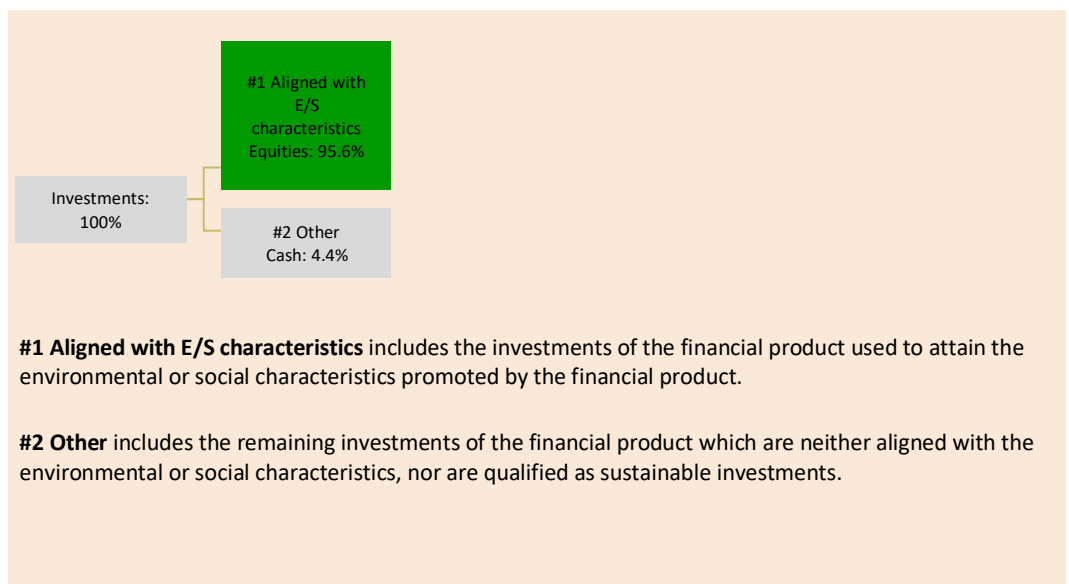 #1 Aligned with
E/S
characteristics
Equities: 95.6%
Investments:
100%
#2 Other
Cash: 4.4%
#1 Aligned with E/S characteristics includes the investments of the financial product used to attain the
environmental or social characteristics promoted by the financial product.
#2 Other includes the remaining investments of the financial product which are neither aligned with the
environmental or social characteristics, nor are qualified as sustainable investments.